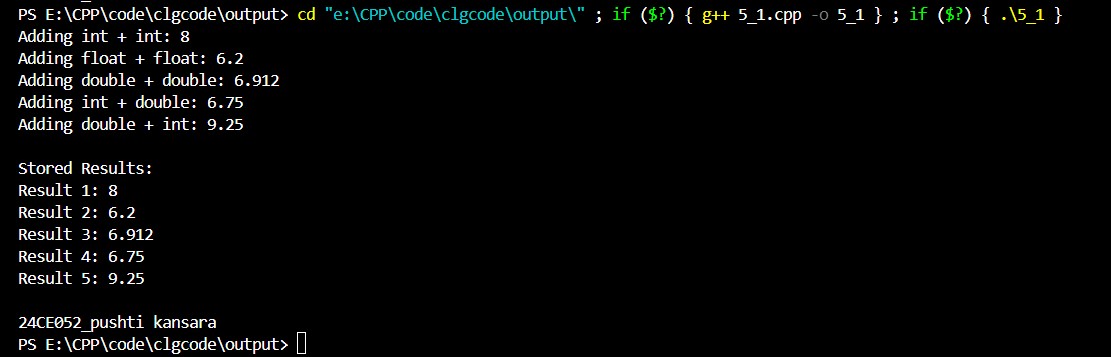 PS E:\CPP\code\clgcode\output> cd "e:\CPP\code\clgcode\output\" ; if ($?) { g++ 5_1.cpp -o 5_1 } ; if ($?) { .\5_1 }
Adding int + int: 8
Adding float + float: 6.2
Adding double + double: 6.912
Adding int + double: 6.75
Adding double + int: 9.25
Stored Results:
Result 1: 8
Result 2: 6.2
Result 3: 6.912
Result 4: 6.75
Result 5: 9.25
24CE052_pushti kansara
PS E:\CPP\code\clgcode\output>